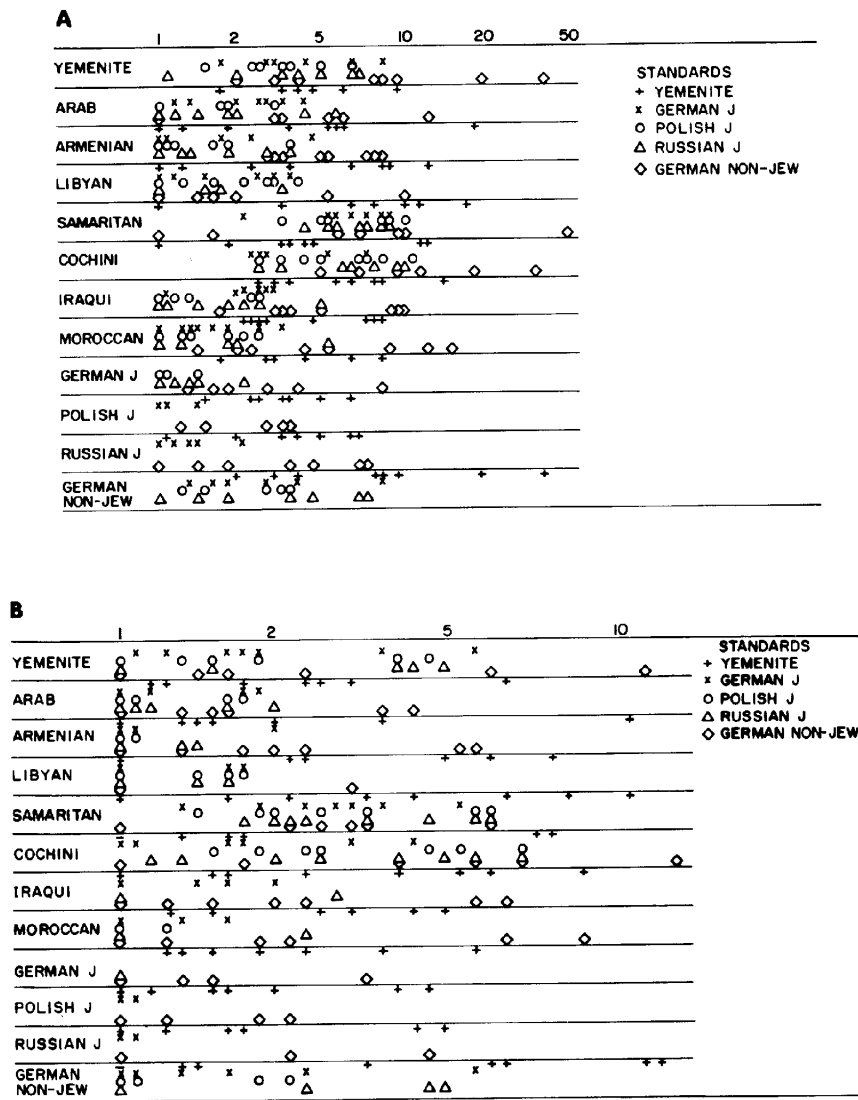 A
1 2 5 10 20 50
YEMENITE
ARAB
ARMENIAN
LIBYAN
SAMARITAN
COCHINI
IRAQUI
MOROCCAN
GERMAN J
POLISH J
RUSSIAN J
GERMAN
NON-JEW
STANDARDS
+ YEMENITE
x GERMAN J
○ POLISH J
△ RUSSIAN J
◇ GERMAN NON-JEW
B
1 2 5 10
YEMENITE
ARAB
ARMENIAN
LIBYAN
SAMARITAN
COCHINI
IRAQUI
MOROCCAN
GERMAN J
POLISH J
RUSSIAN J
GERMAN
NON-JEW
STANDARDS
+ YEMENITE
x GERMAN J
○ POLISH J
△ RUSSIAN J
◇ GERMAN NON-JEW